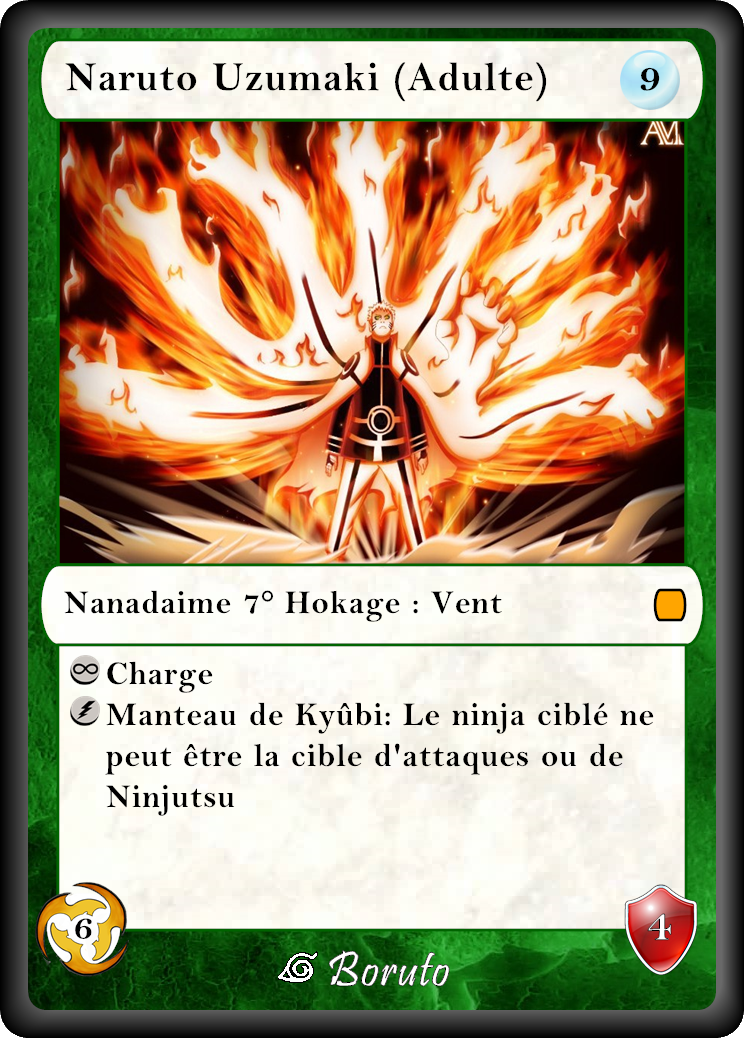 Naruto Uzumaki (Adulte)
9
AM
Nanadaime 7° Hokage : Vent
∞ Charge
Manteau de Kyûbi: Le ninja ciblé ne
peut être la cible d'attaques ou de
Ninjutsu
6
4
Boruto